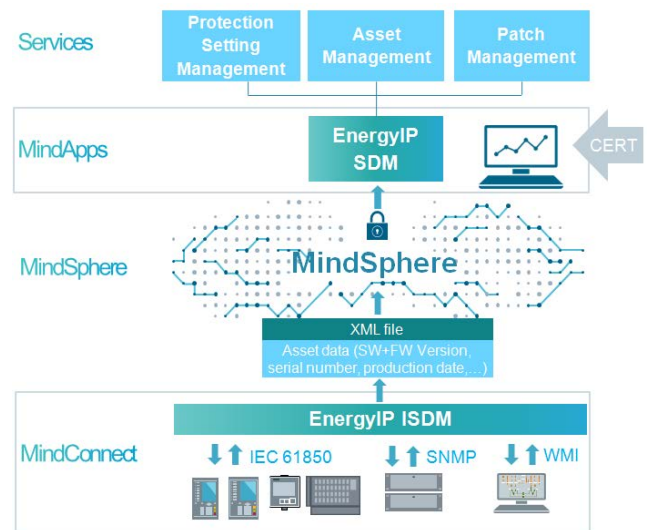 Services
Protection
Setting
Management
Asset
Management
Patch
Management
MindApps
EnergyIP
SDM
CERT
MindSphere
MindSphere
XML file
Asset data (SW+FW Version,
serial number, production date,...)
EnergyIP ISDM
MindConnect
IEC 61850
SNMP
WMI